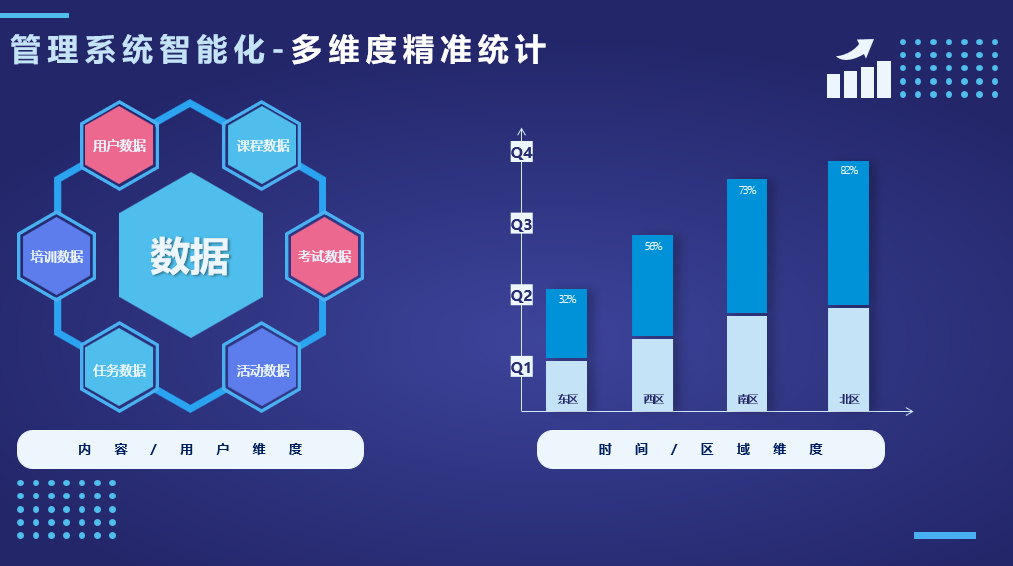 管理系统智能化-多维度精准统计
用户数据
课程数据
培训数据
数据
考试数据
任务数据
活动数据
内容/用户维度
Q4
Q3
Q2
Q1
32%
56%
73%
82%
东区
西区
南区
北区
时间/区域维度